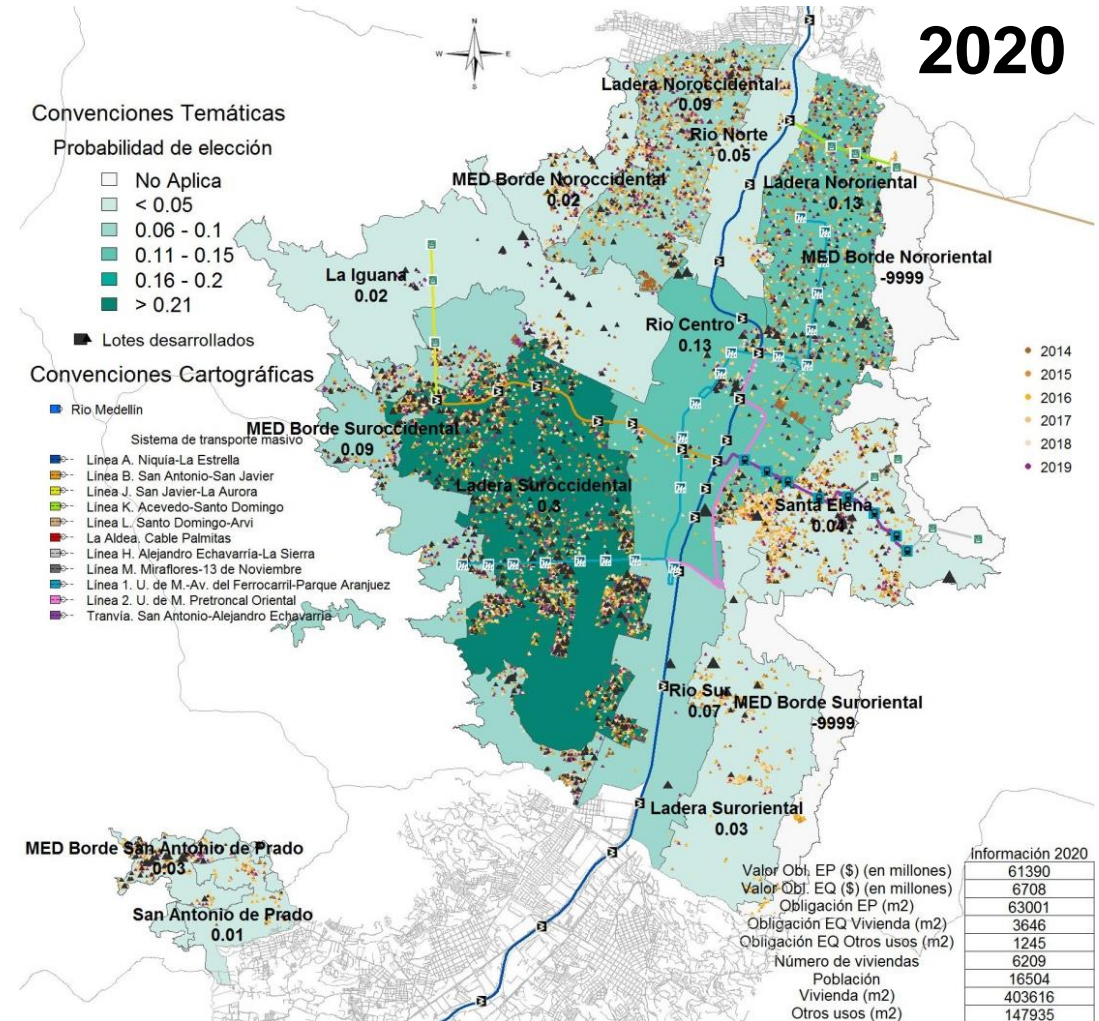 2020
N
W
E
S
Convenciones Temáticas
Probabilidad de elección
No Aplica
< 0.05
0.06 - 0.1
0.11 - 0.15
0.16 - 0.2
> 0.21
Lotes desarrollados
Convenciones Cartográficas
Rio Medellín
Sistema de transporte masivo
Línea A. Niquía-La Estrella
Línea B. San Antonio-San Javier
Línea J. San Javier-La Aurora
Línea K. Acevedo-Santo Domingo
Línea L. Santo Domingo-Arvi
La Aldea. Cable Palmitas
Línea H. Alejandro Echavarría-La Sierra
Línea M. Miraflores-13 de Noviembre
Línea 1. U. de M.-Av. del Ferrocarril-Parque Aranjuez
Línea 2. U. de M. Pretroncal Oriental
Tranvía. San Antonio-Alejandro Echavarría
Ladera Noroccidental
0.09
Rio Norte
0.05
MED Borde Noroccidental
0.02
Ladera Nororiental
0.13
MED Borde Nororiental
-9999
La Iguana
0.02
Rio Centro
0.13
MED Borde Suroccidental
0.09
Ladera Suroccidental
0.3
Santa Elena
0.04
Rio Sur
0.07
MED Borde Suroriental
-9999
Ladera Suroriental
0.03
MED Borde San Antonio de Prado
0.03
San Antonio de Prado
0.01
2014
2015
2016
2017
2018
2019
Información 2020
Valor Obl. EP ($) (en millones) 61390
Valor Obl. EQ ($) (en millones) 6708
Obligación EP (m2) 63001
Obligación EQ Vivienda (m2) 3646
Obligación EQ Otros usos (m2) 1245
Número de viviendas 6209
Población 16504
Vivienda (m2) 403616
Otros usos (m2) 147935